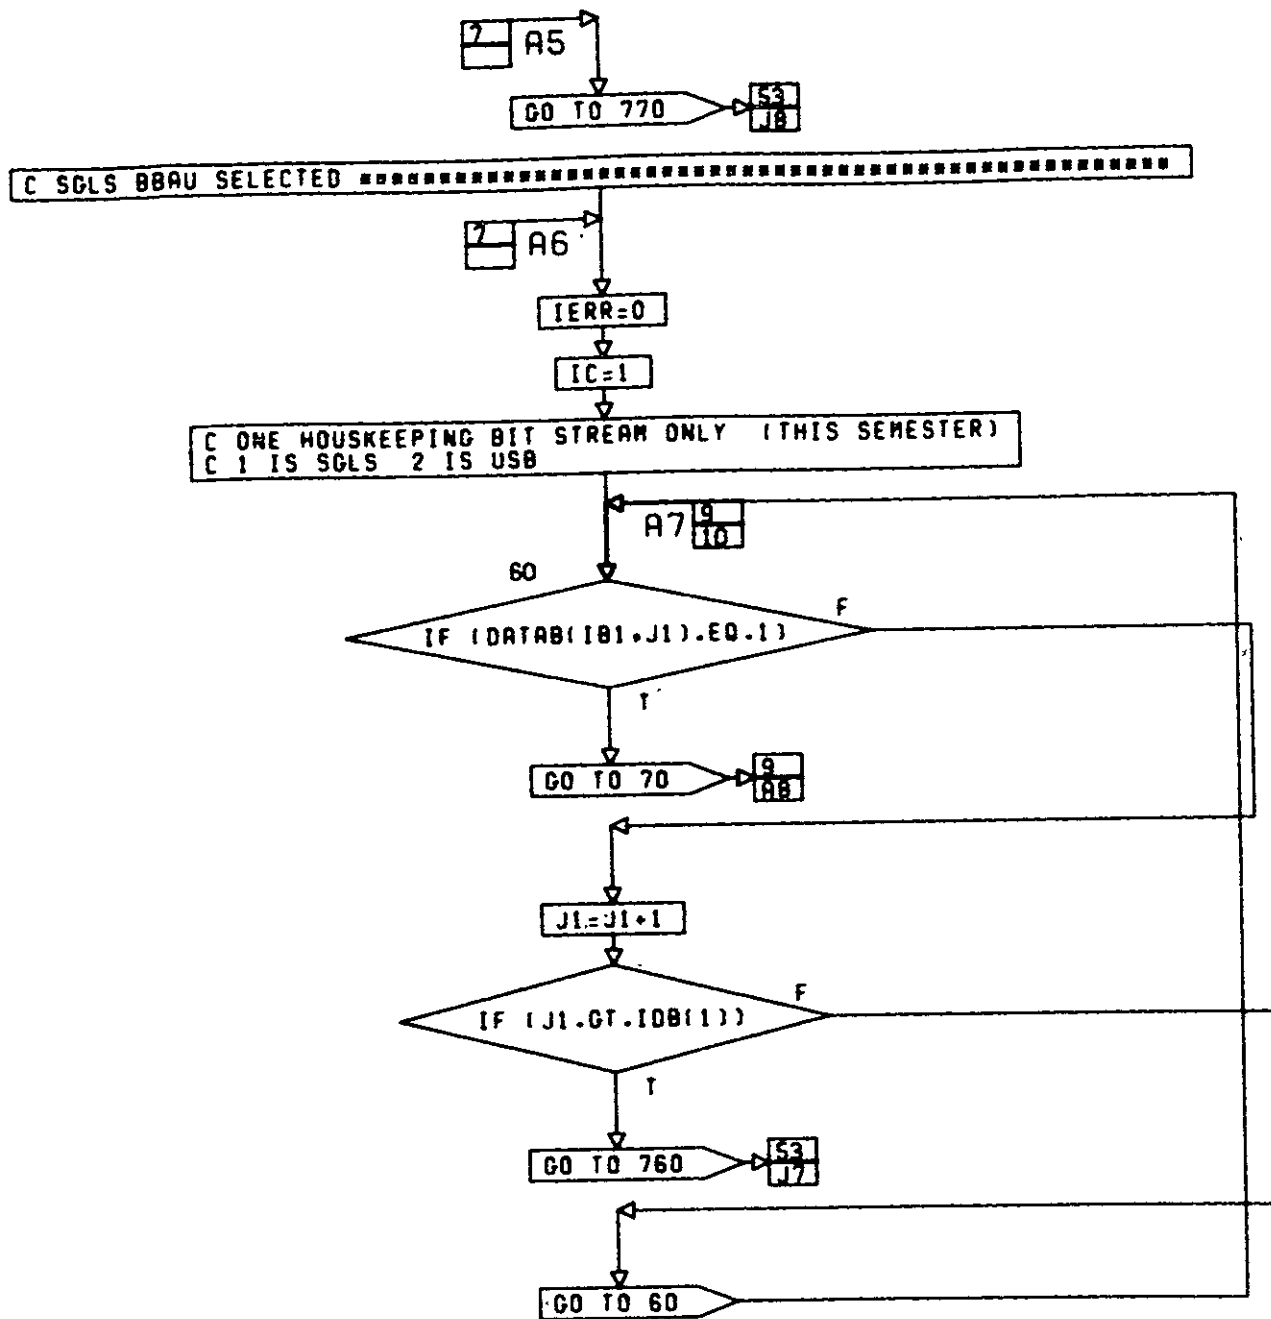 7 A5
GO TO 770 53
J8
C SGLS BBAU SELECTED ***************************************************
7 A6
IERR=0
IC=1
C ONE HOUSKEEPING BIT STREAM ONLY (THIS SEMESTER)
C 1 IS SGLS 2 IS USB
A7 9
10
60
F
IF (DATAB(IB1,J1).EQ.1)
T
GO TO 70 9
A8
J1=J1+1
F
IF (J1.GT.IDB(1))
T
GO TO 760 53
J7
GO TO 60